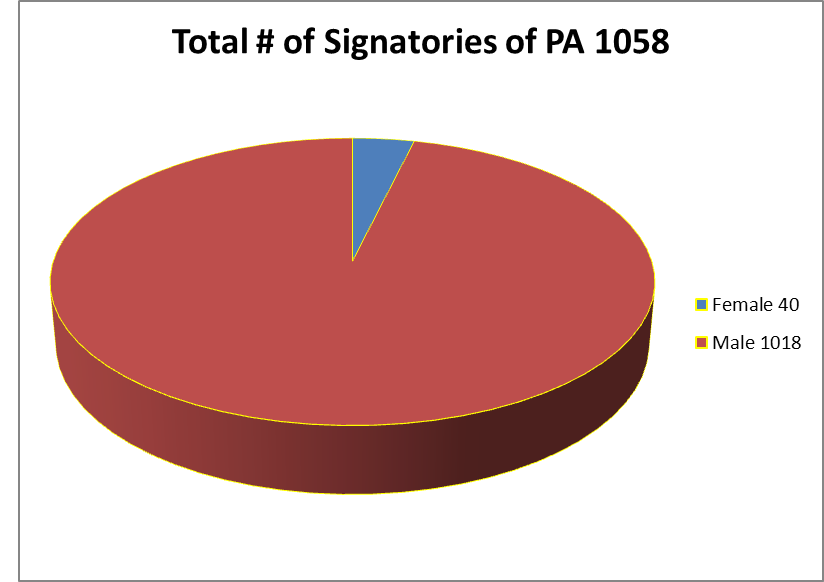 Total # of Signatories of PA 1058
Female 40
Male 1018